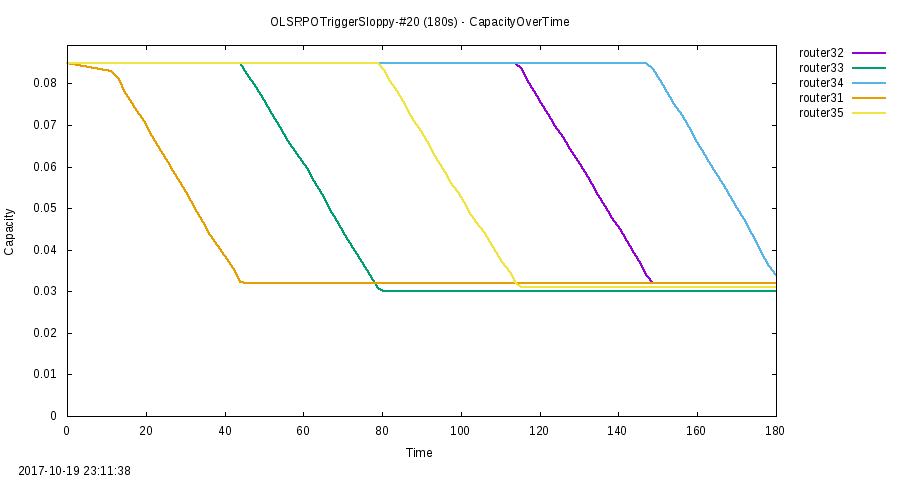 OLSRPOTriggerSloppy-#20 (180s) - CapacityOverTime
router32
router33
router34
router31
router35
0.08
0.07
0.06
0.05
0.04
0.03
0.02
0.01
0
Capacity
0 20 40 60 80 100 120 140 160 180
Time
2017-10-19 23:11:38